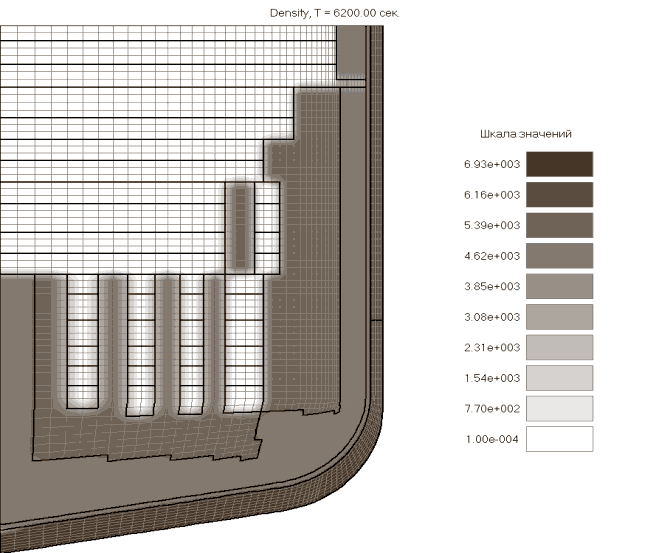 Density, T = 6200.00 сек.
Шкала значений
6.93e+003
6.16e+003
5.39e+003
4.62e+003
3.85e+003
3.08e+003
2.31e+003
1.54e+003
7.70e+002
1.00e-004